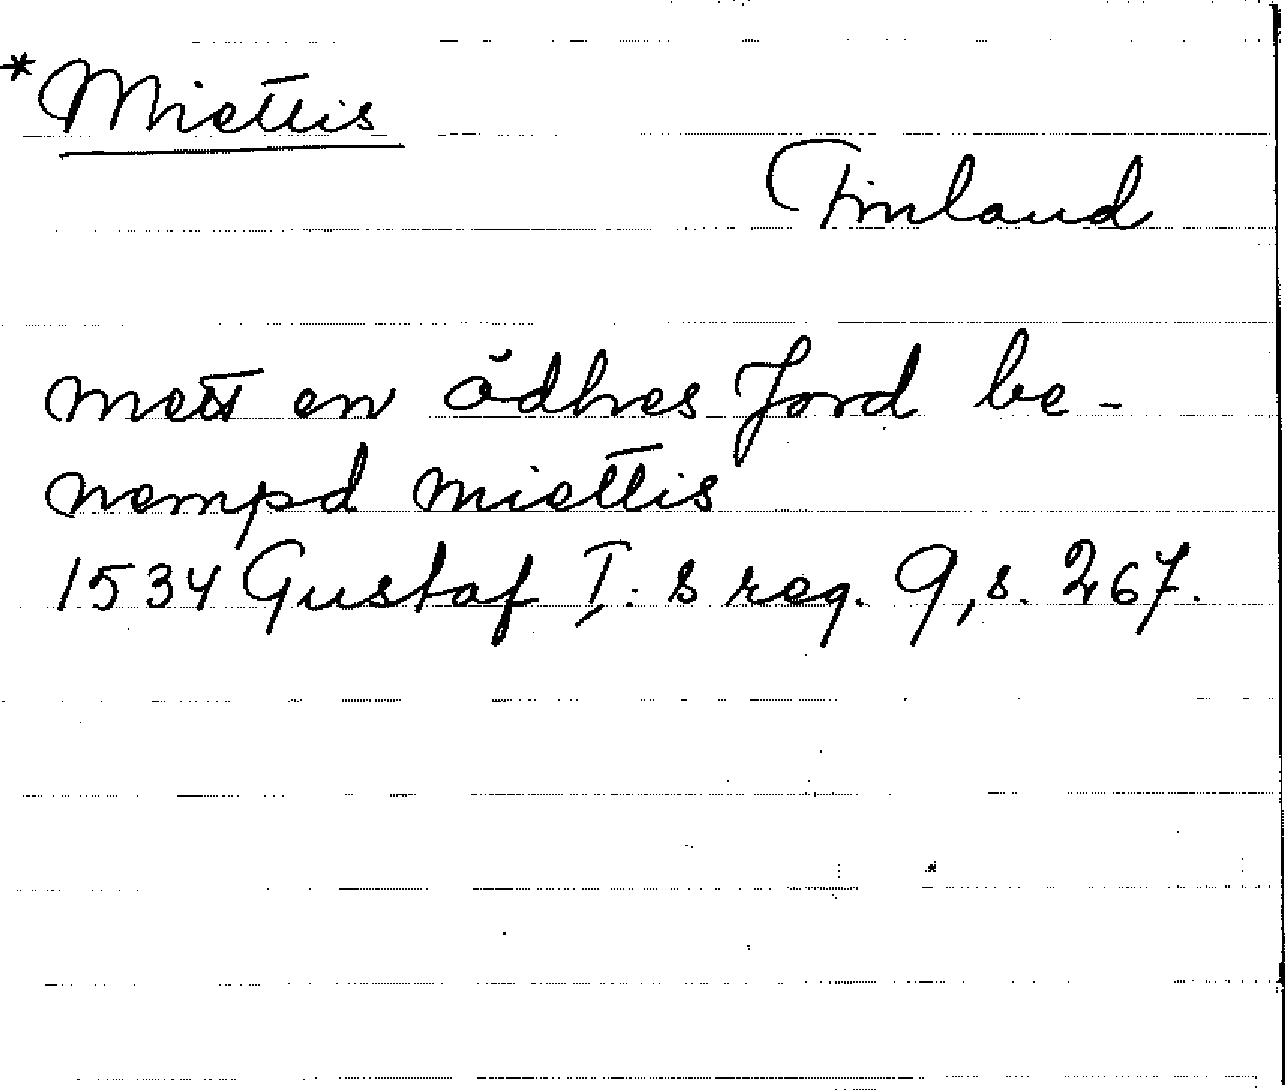 *Miettis
Finland
mett en ödhes Jord be-
nempd miettis
1534 Gustaf I:s reg. 9, s. 267.